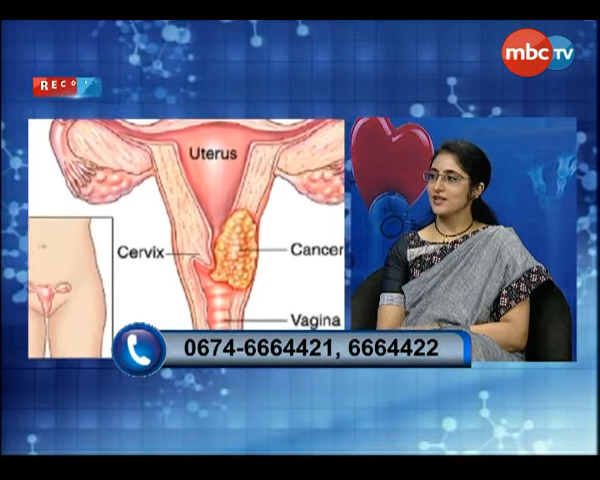 mbc TV
RECO
Uterus
Cervix
Cancer
Vagina
0674-6664421, 6664422